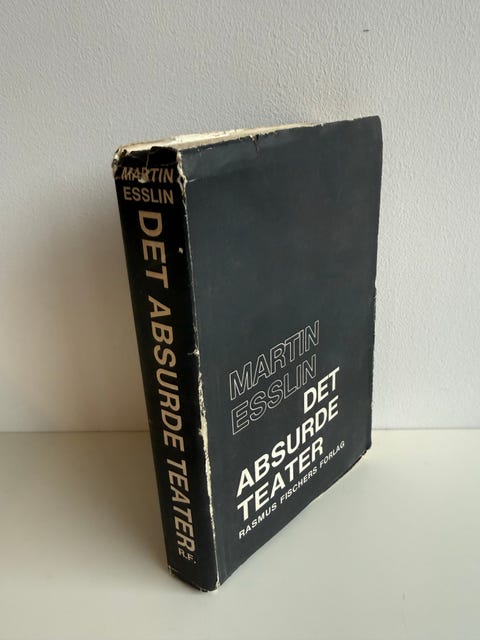 MARTIN
ESSLIN
DET ABSURDE TEATER
R.F.
MARTIN
ESSLIN
DET
ABSURDE
TEATER
RASMUS FISCHERS FORLAG